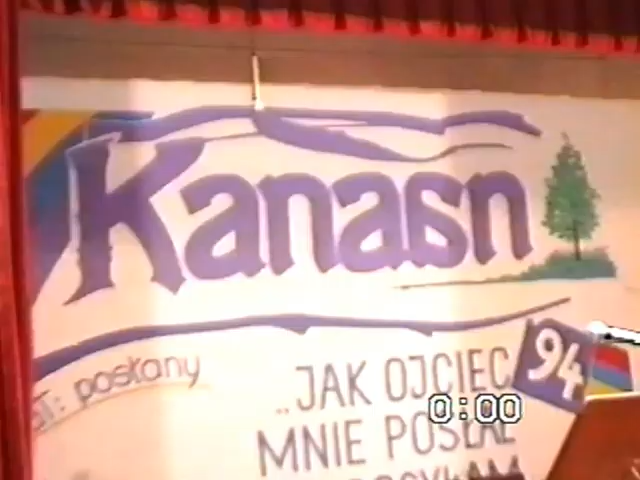 Kanaan
posłany
94
„JAK OJCIEC
0:00
MNIE POSŁAŁ